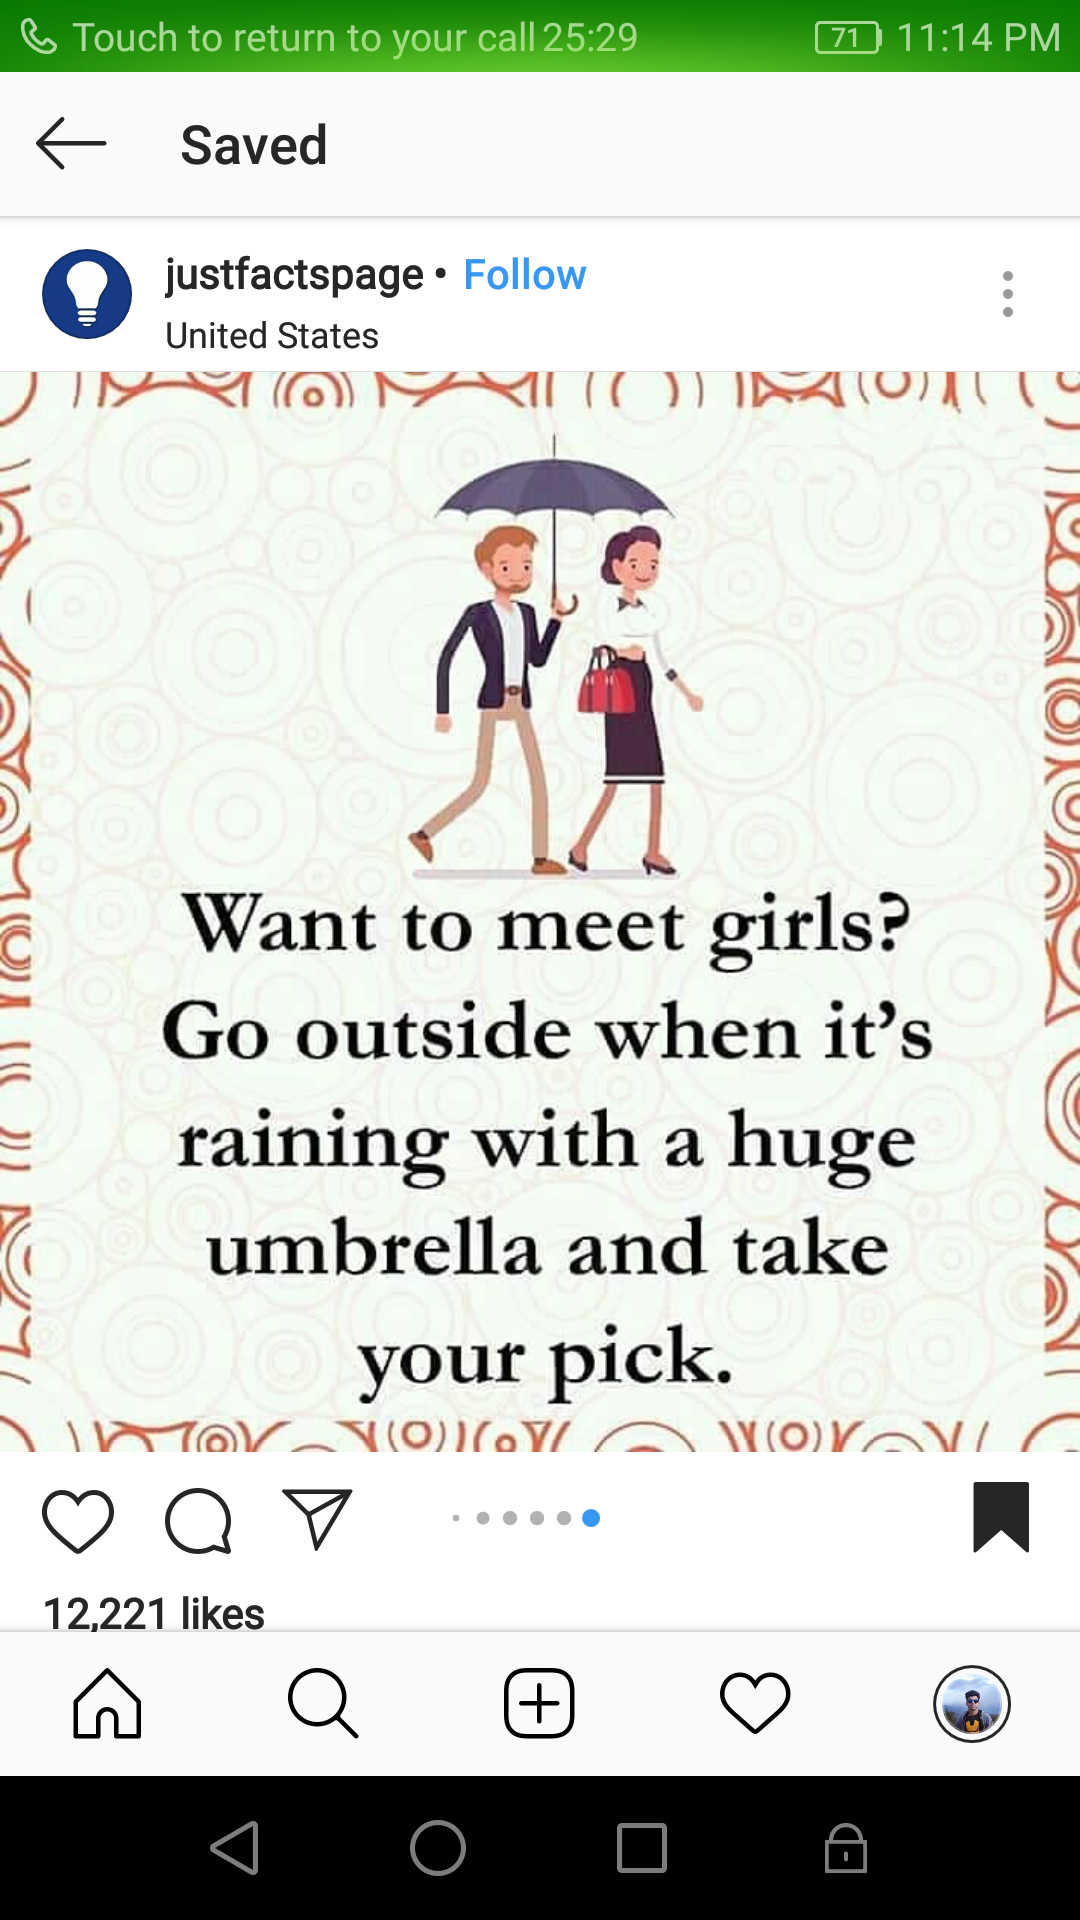 Touch to return to your call 25:29 71 11:14 PM
Saved
justfactspage • Follow
United States
Want to meet girls?
Go outside when it's
raining with a huge
umbrella and take
your pick.
12,221 likes